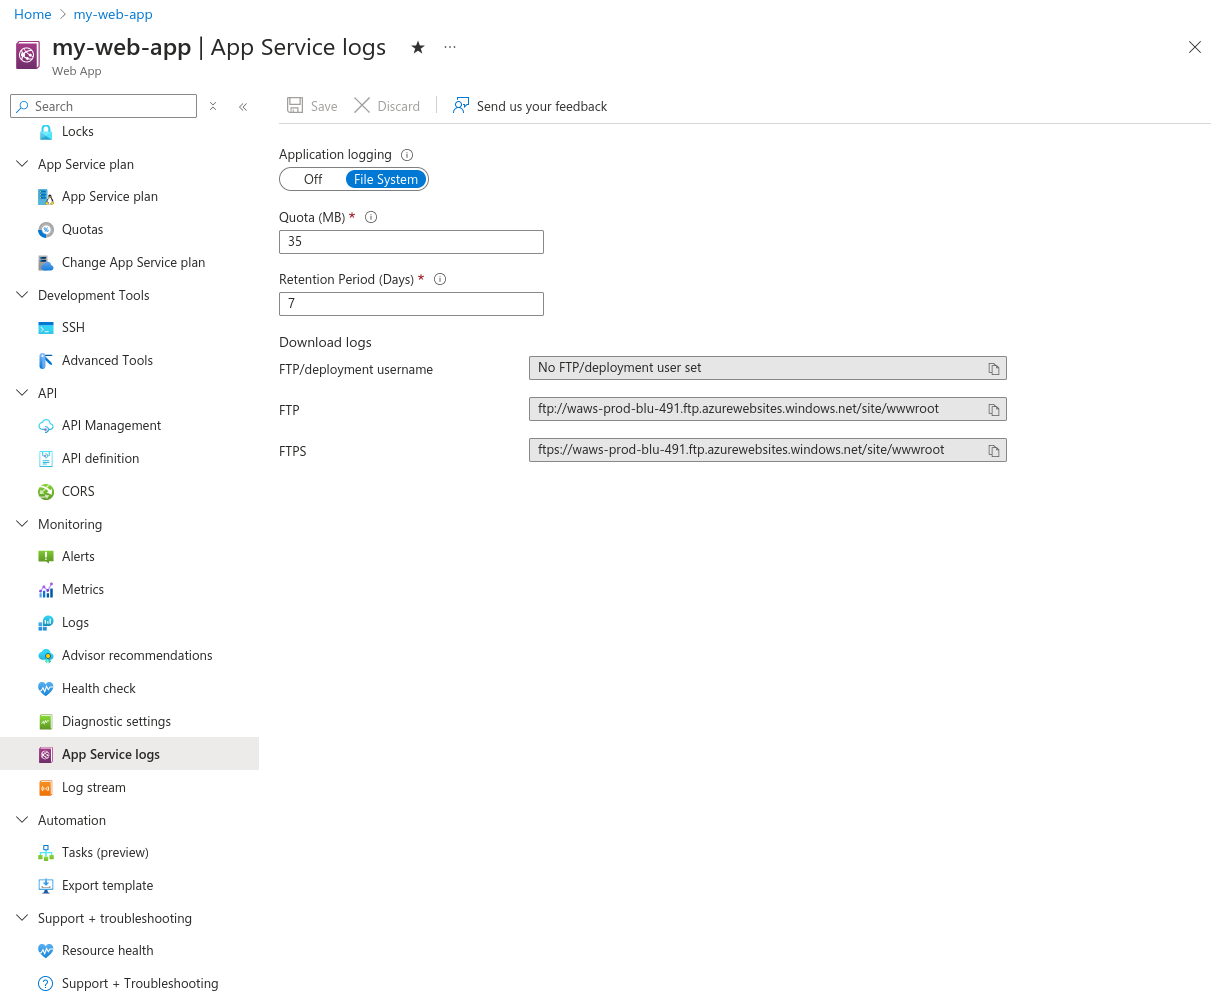 Home > my-web-app
my-web-app | App Service logs
Web App
Search
Locks
App Service plan
App Service plan
Quotas
Change App Service plan
Development Tools
SSH
Advanced Tools
API
API Management
API definition
CORS
Monitoring
Alerts
Metrics
Logs
Advisor recommendations
Health check
Diagnostic settings
App Service logs
Log stream
Automation
Tasks (preview)
Export template
Support + troubleshooting
Resource health
Support + Troubleshooting
Save Discard Send us your feedback
Application logging
Off File System
Quota (MB) *
35
Retention Period (Days) *
7
Download logs
FTP/deployment username No FTP/deployment user set
FTP ftp://waws-prod-blu-491.ftp.azurewebsites.windows.net/site/wwwroot
FTPS ftps://waws-prod-blu-491.ftp.azurewebsites.windows.net/site/wwwroot